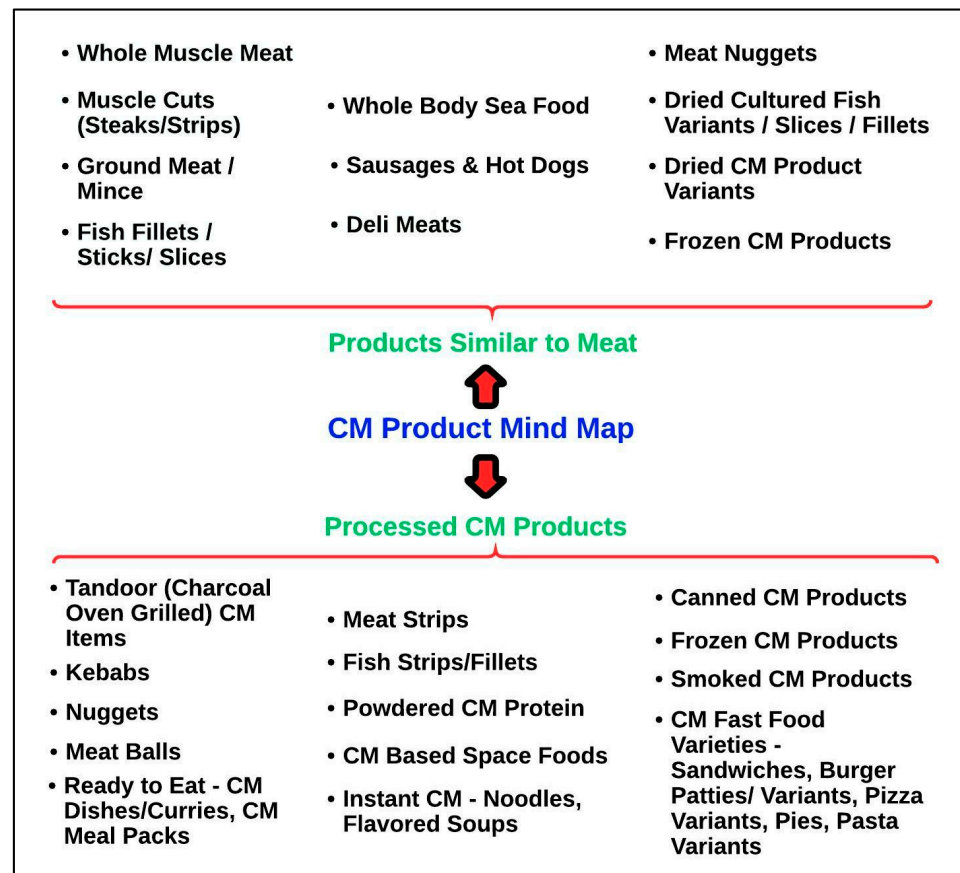 • Whole Muscle Meat
• Muscle Cuts
(Steaks/Strips)
• Ground Meat /
Mince
• Fish Fillets /
Sticks/ Slices
• Whole Body Sea Food
• Sausages & Hot Dogs
• Deli Meats
• Meat Nuggets
• Dried Cultured Fish
Variants / Slices / Fillets
• Dried CM Product
Variants
• Frozen CM Products
Products Similar to Meat
CM Product Mind Map
Processed CM Products
• Tandoor (Charcoal
Oven Grilled) CM
Items
• Kebabs
• Nuggets
• Meat Balls
• Ready to Eat - CM
Dishes/Curries, CM
Meal Packs
• Meat Strips
• Fish Strips/Fillets
• Powdered CM Protein
• CM Based Space Foods
• Instant CM - Noodles,
Flavored Soups
• Canned CM Products
• Frozen CM Products
• Smoked CM Products
• CM Fast Food
Varieties -
Sandwiches, Burger
Patties/ Variants, Pizza
Variants, Pies, Pasta
Variants